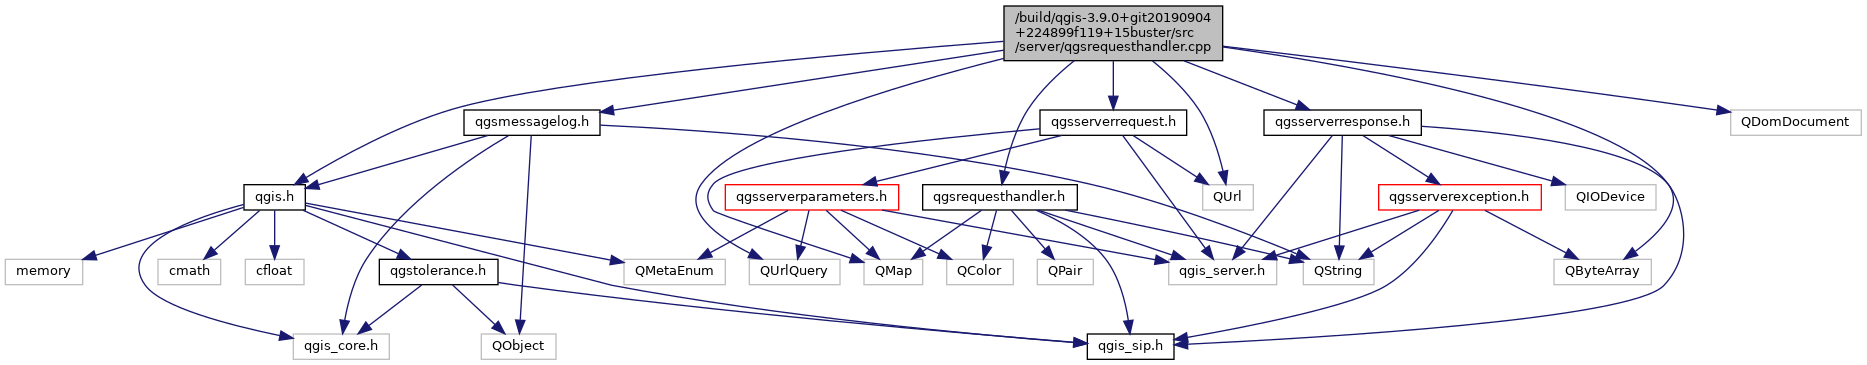 /build/qgis-3.9.0+git20190904
+224899f119+15buster/src
/server/qgsrequesthandler.cpp
qgsmessagelog.h
qgsserverrequest.h
qgsserverresponse.h
QDomDocument
qgis.h
qgsserverparameters.h
qgsrequesthandler.h
QUrl
qgsserverexception.h
QIODevice
memory
cmath
cfloat
qgstolerance.h
QMetaEnum
QUrlQuery
QMap
QColor
QPair
qgis_server.h
QString
QByteArray
qgis_core.h
QObject
qgis_sip.h